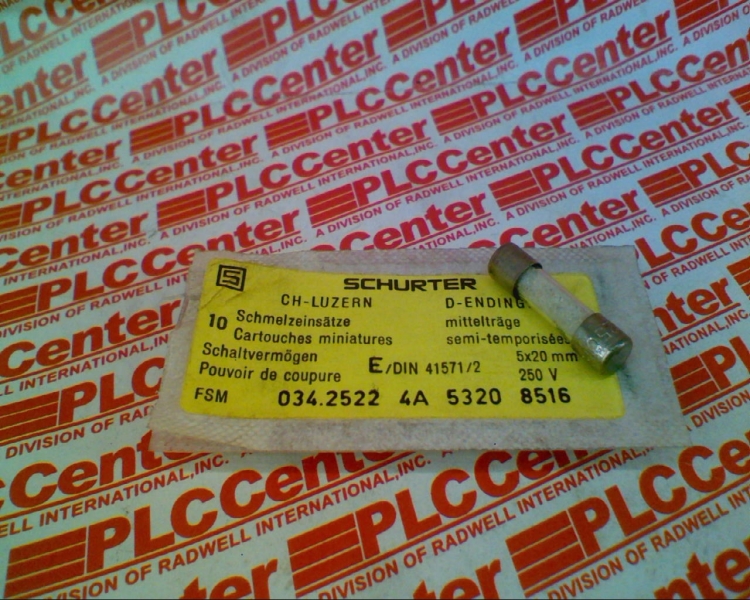 SCHURTER
CH-LUZERN D-ENDING
10 Schmelzeinsätze mittelträge
Cartouches miniatures semi-temporisées
Schaltvermögen 5x20 mm
Pouvoir de coupure E/DIN 41571/2 250 V
FSM 034.2522 4A 5320 8516
PLCCenter
A DIVISION OF RADWELL INTERNATIONAL,INC.